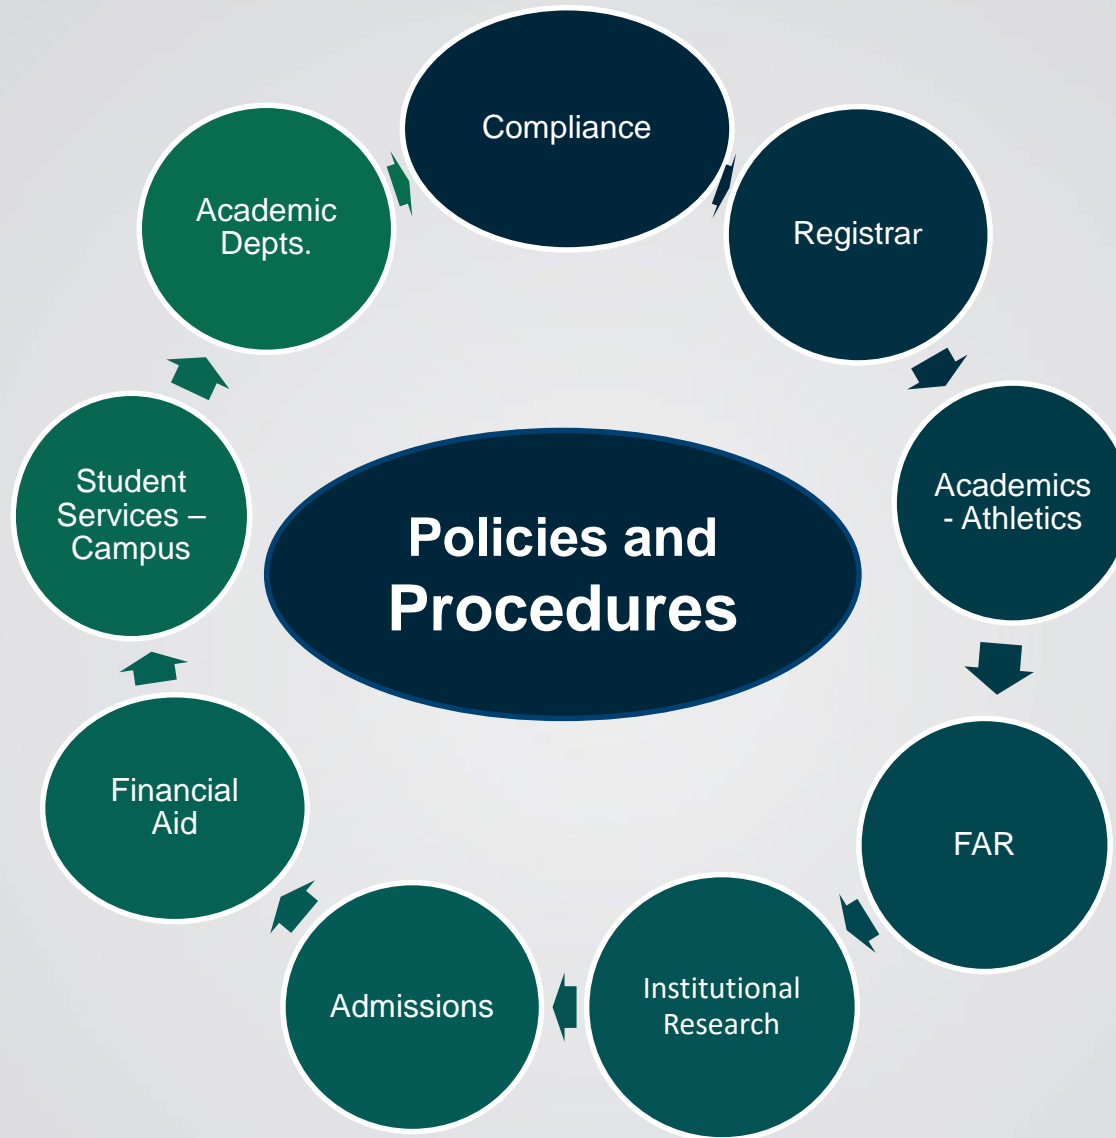 Compliance
Registrar
Academics
- Athletics
FAR
Institutional
Research
Admissions
Financial
Aid
Student
Services –
Campus
Academic
Depts.
Policies and
Procedures